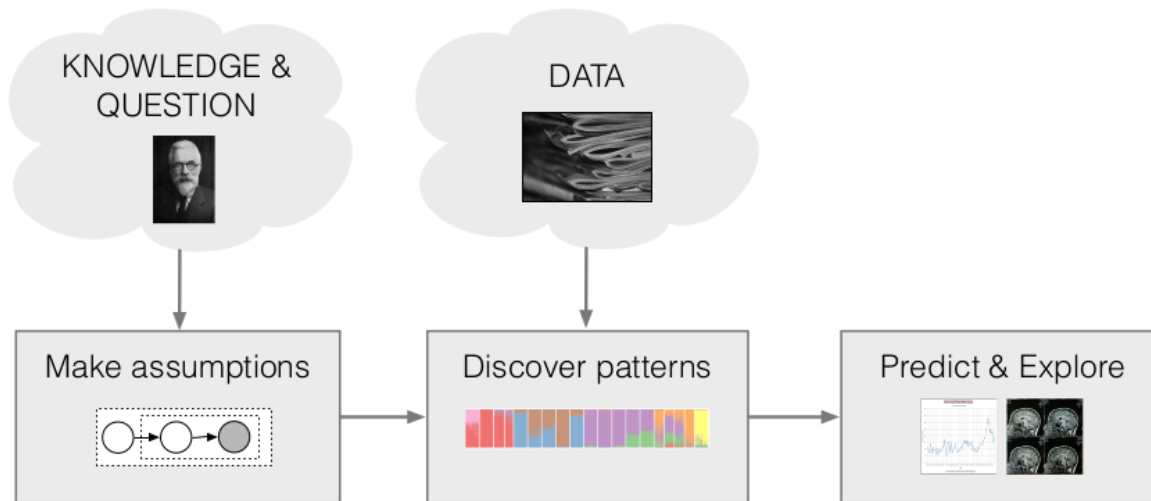 KNOWLEDGE &
QUESTION
DATA
Make assumptions
Discover patterns
Predict & Explore